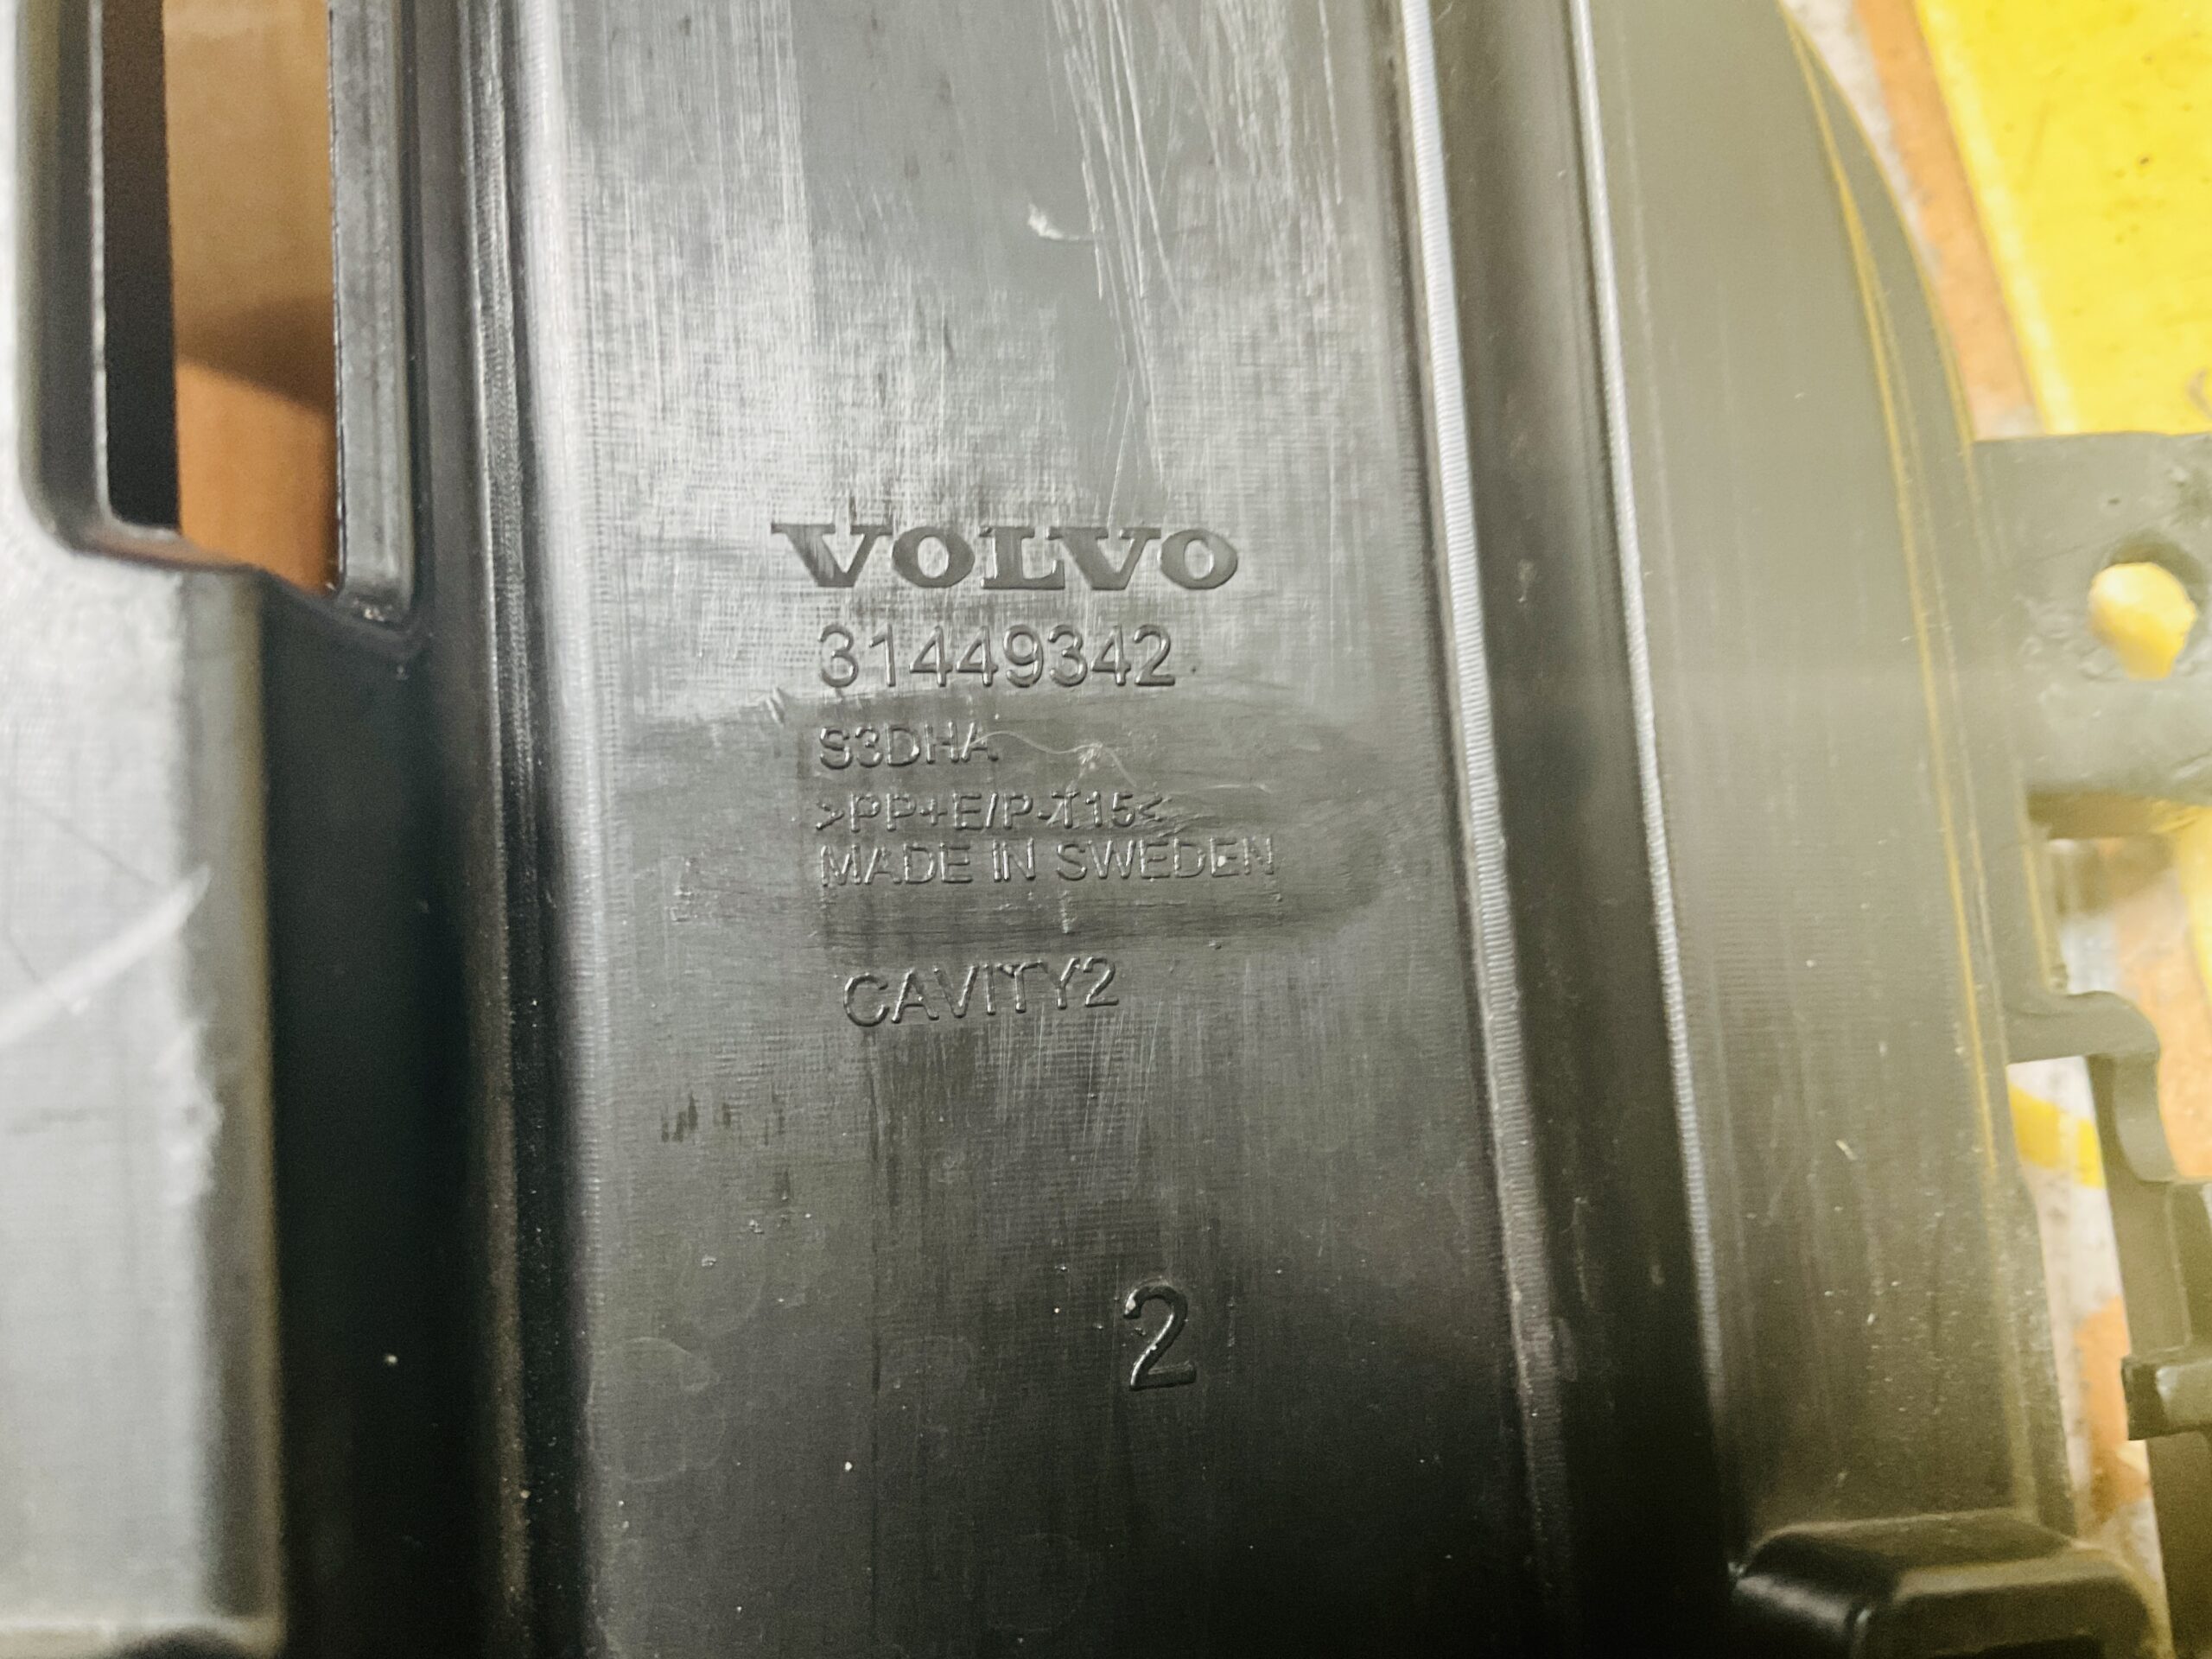 VOLVO
31449342
S3DHA
>PP+E/P-T15<
MADE IN SWEDEN
CAVITY2
2